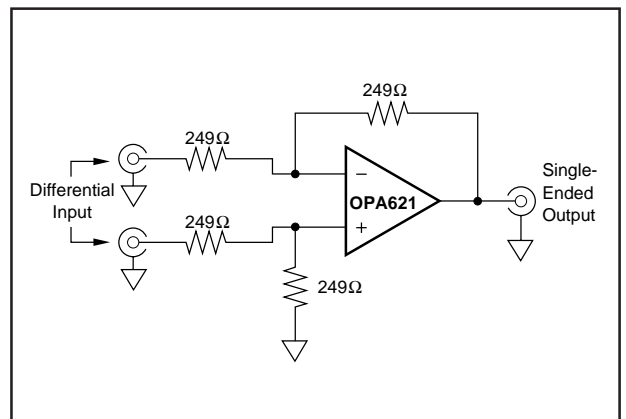 249Ω
249Ω
Differential
Input
249Ω
−
OPA621
+
249Ω
Single-
Ended
Output